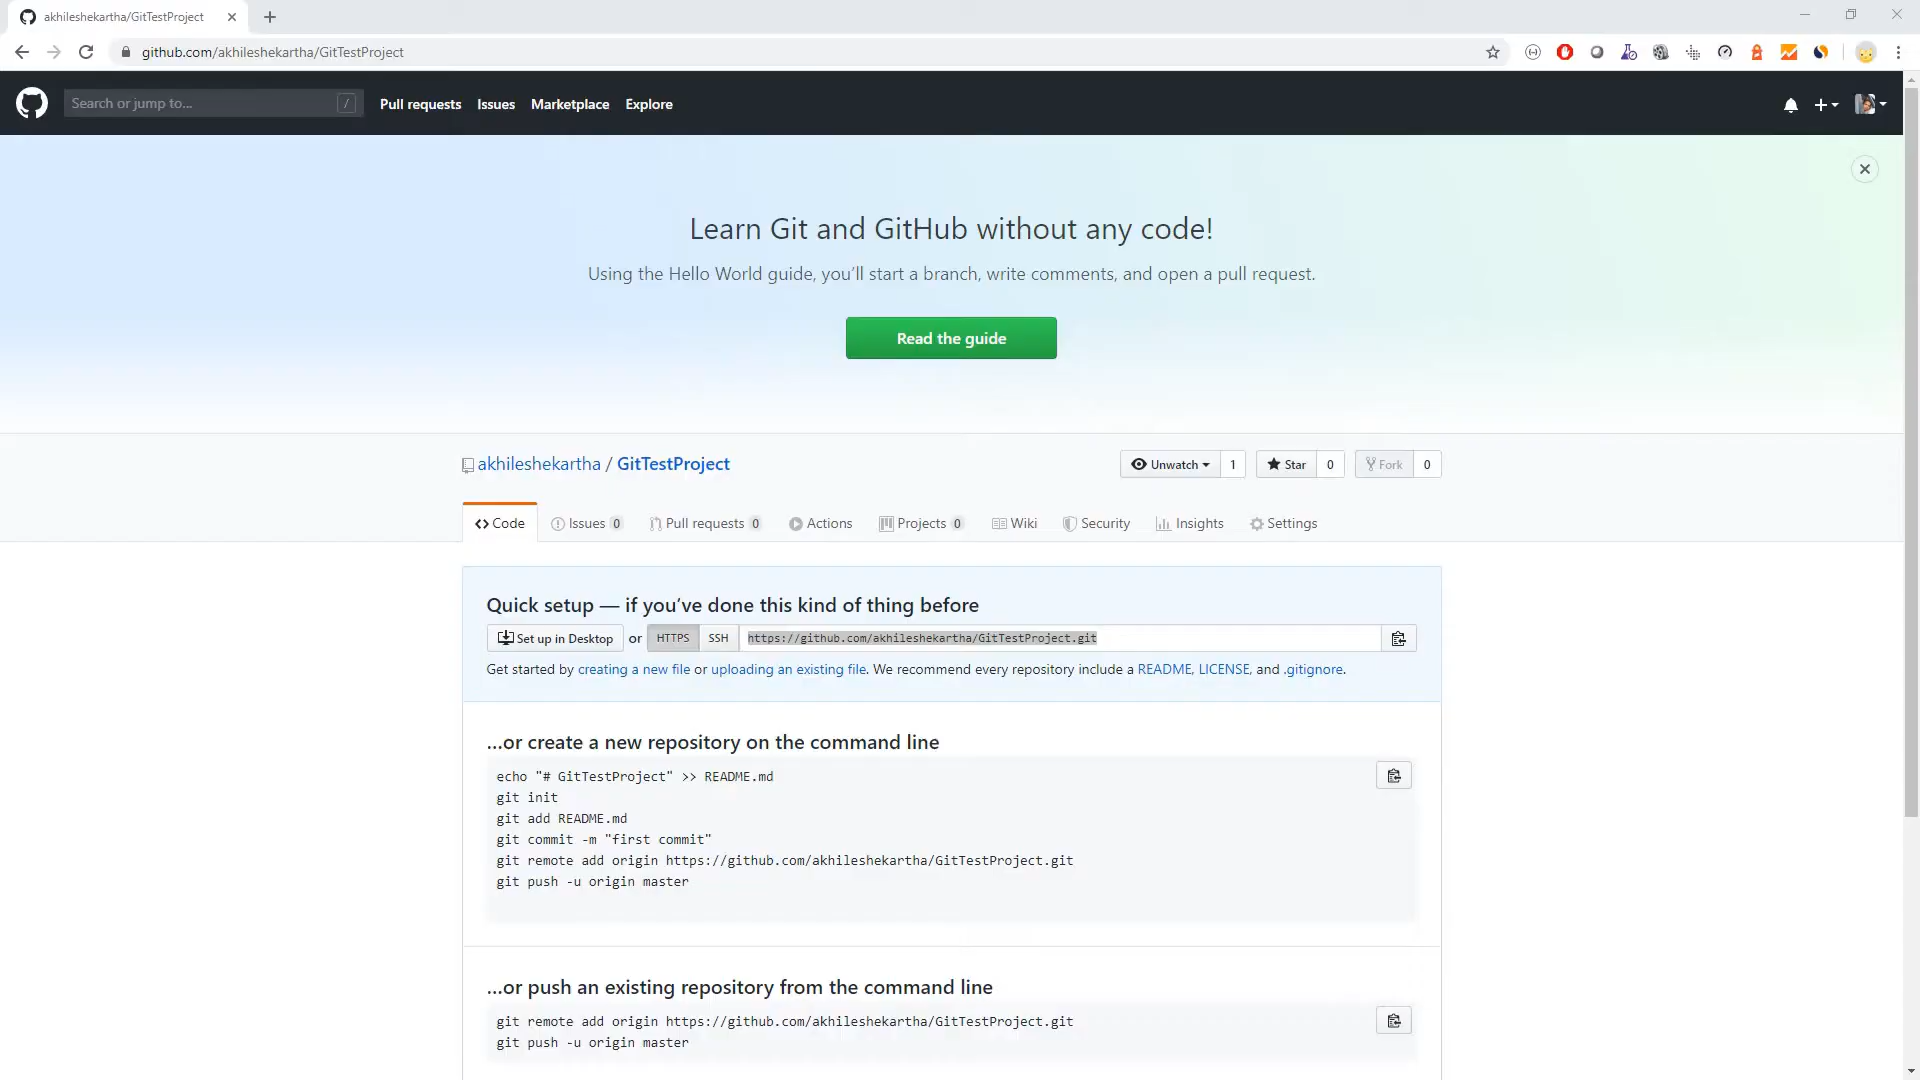 akhileshekartha/GitTestProject
github.com/akhileshekartha/GitTestProject
Search or jump to... /
Pull requests Issues Marketplace Explore
Learn Git and GitHub without any code!
Using the Hello World guide, you’ll start a branch, write comments, and open a pull request.
Read the guide
akhileshekartha / GitTestProject
Unwatch 1 Star 0 Fork 0
Code Issues 0 Pull requests 0 Actions Projects 0 Wiki Security Insights Settings
Quick setup — if you’ve done this kind of thing before
Set up in Desktop or HTTPS SSH https://github.com/akhileshekartha/GitTestProject.git
Get started by creating a new file or uploading an existing file. We recommend every repository include a README, LICENSE, and .gitignore.
…or create a new repository on the command line
echo "# GitTestProject" >> README.md
git init
git add README.md
git commit -m "first commit"
git remote add origin https://github.com/akhileshekartha/GitTestProject.git
git push -u origin master
…or push an existing repository from the command line
git remote add origin https://github.com/akhileshekartha/GitTestProject.git
git push -u origin master